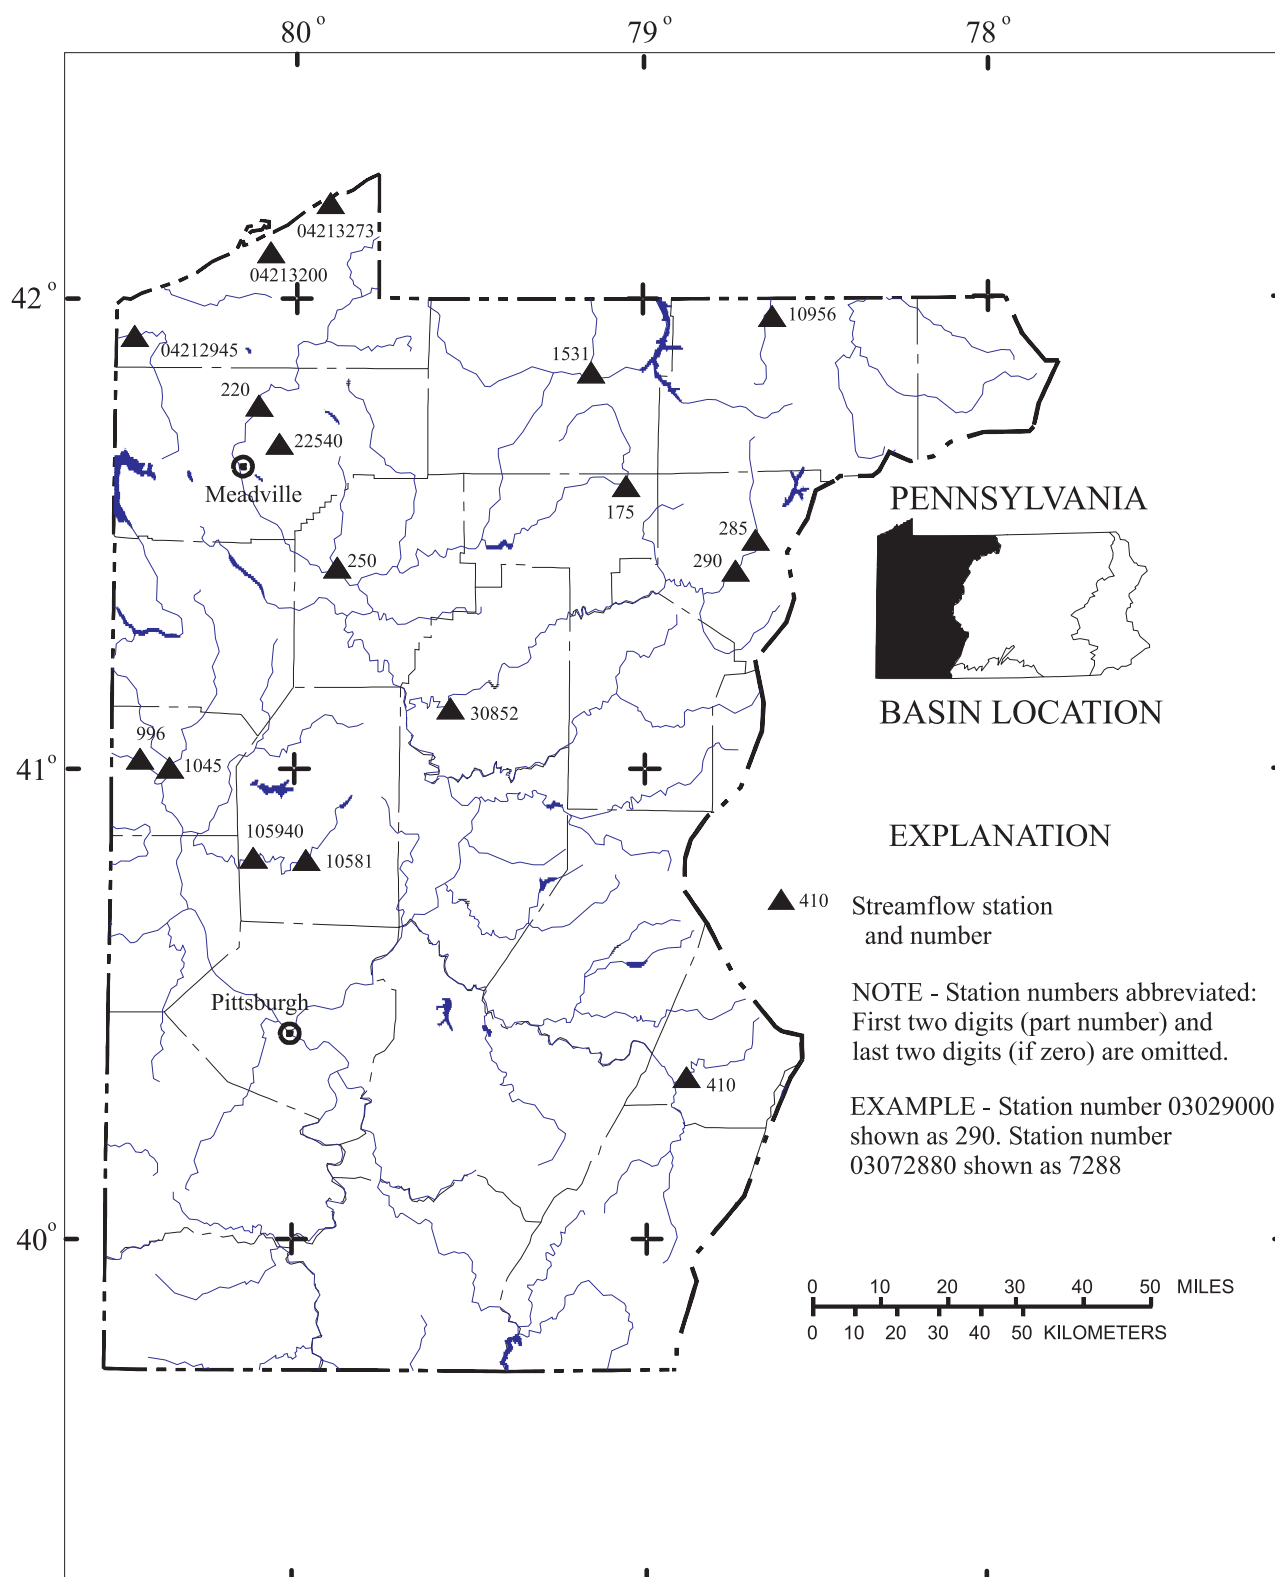 80°
79°
78°
04213273
04213200
42°
10956
04212945
1531
220
22540
Meadville
PENNSYLVANIA
175
285
250
290
30852
BASIN LOCATION
996
1045
41°
105940
10581
EXPLANATION
410
Streamflow station
and number
Pittsburgh
NOTE - Station numbers abbreviated:
First two digits (part number) and
last two digits (if zero) are omitted.
410
EXAMPLE - Station number 03029000
shown as 290. Station number
03072880 shown as 7288
40°
0 10 20 30 40 50 MILES
0 10 20 30 40 50 KILOMETERS